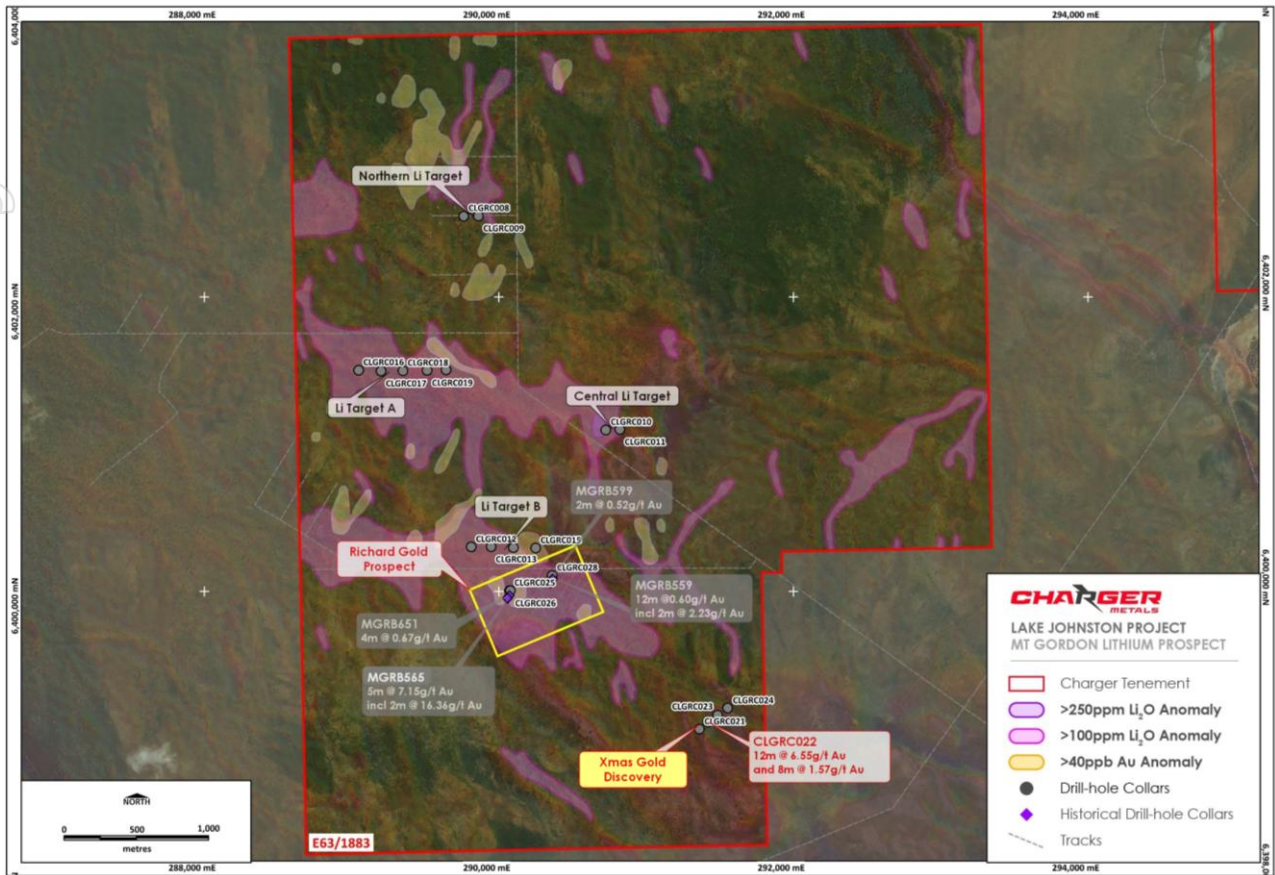 288,000 mE
290,000 mE
292,000 mE
294,000 mE
6,404,000 mN
6,402,000 mN
6,402,000 mN
6,400,000 mN
6,400,000 mN
Northern Li Target
CLGRC008
CLGRC009
CLGRC016
CLGRC018
CLGRC017
CLGRC019
Li Target A
Central Li Target
CLGRC010
CLGRC011
MGRB599
2m @ 0.52g/t Au
Li Target B
CLGRC012
CLGRC015
CLGRC013
Richard Gold
Prospect
CLGRC028
CLGRC025
CLGRC026
MGRB559
12m @0.60g/t Au
incl 2m @ 2.23g/t Au
MGRB651
4m @ 0.67g/t Au
MGRB565
5m @ 7.15g/t Au
incl 2m @ 16.36g/t Au
CLGRC024
CLGRC023
CLGRC021
CLGRC022
12m @ 6.55g/t Au
and 8m @ 1.57g/t Au
Xmas Gold
Discovery
CHARGER
METALS
LAKE JOHNSTON PROJECT
MT GORDON LITHIUM PROSPECT
Charger Tenement
>250ppm Li₂O Anomaly
>100ppm Li₂O Anomaly
>40ppb Au Anomaly
Drill-hole Collars
Historical Drill-hole Collars
Tracks
NORTH
0 500 1,000
metres
E63/1883
288,000 mE
290,000 mE
292,000 mE
294,000 mE